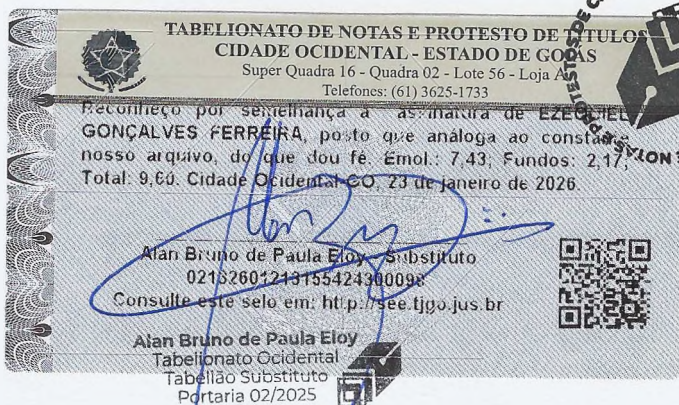 TABELIONATO DE NOTAS E PROTESTO DE TÍTULOS
CIDADE OCIDENTAL - ESTADO DE GOIÁS
Super Quadra 16 - Quadra 02 - Lote 56 - Loja A
Telefones: (61) 3625-1733
Reconheço por semelhança a assinatura de EZEQUIEL
GONÇALVES FERREIRA, posto que análoga ao constante
nosso arquivo, do que dou fé. Emol.: 7,43; Fundos: 2,17;
Total: 9,60. Cidade Ocidental-GO, 23 de janeiro de 2026.
Alan Bruno de Paula Eloy - Substituto
Consulte este selo em: http://see.tjgo.jus.br
Alan Bruno de Paula Eloy
Tabelionato Ocidental
Tabelião Substituto
Portaria 02/2025